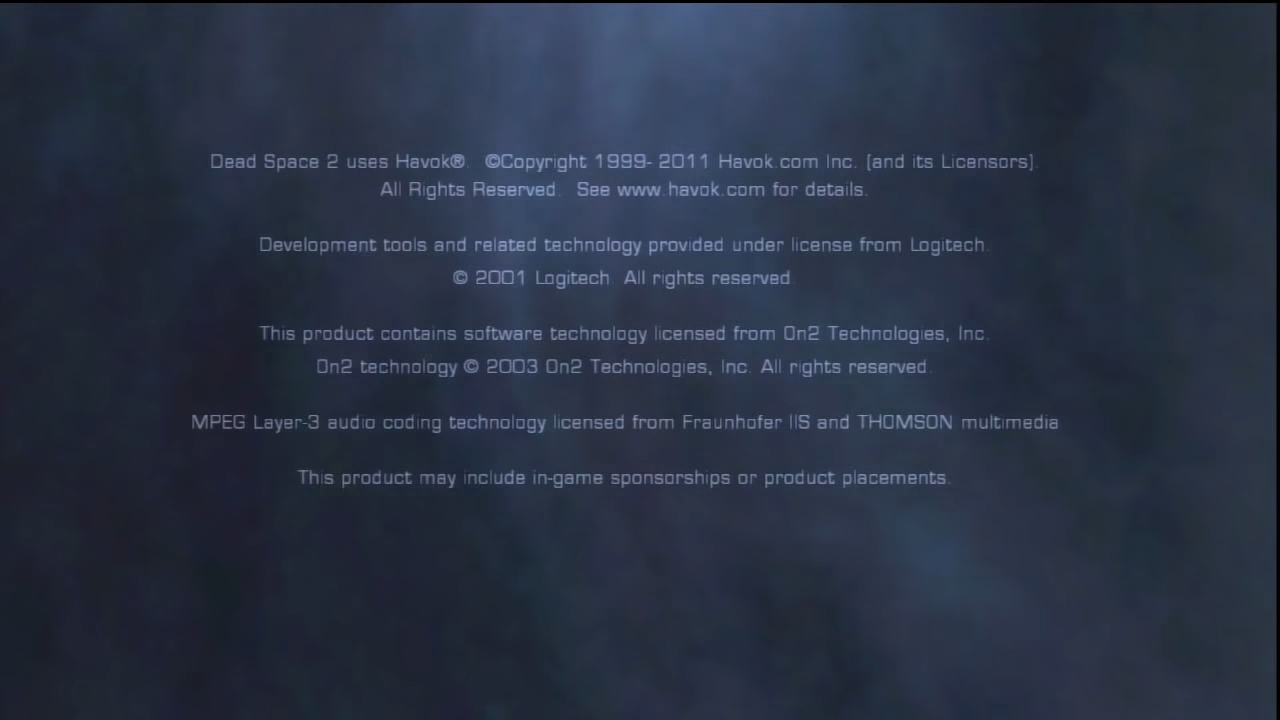 Dead Space 2 uses Havok®.  ©Copyright 1999- 2011 Havok.com Inc. (and its Licensors).
All Rights Reserved.  See www.havok.com for details.
Development tools and related technology provided under license from Logitech.
© 2001 Logitech. All rights reserved.
This product contains software technology licensed from On2 Technologies, Inc.
On2 technology © 2003 On2 Technologies, Inc. All rights reserved.
MPEG Layer-3 audio coding technology licensed from Fraunhofer IIS and THOMSON multimedia
This product may include in-game sponsorships or product placements.